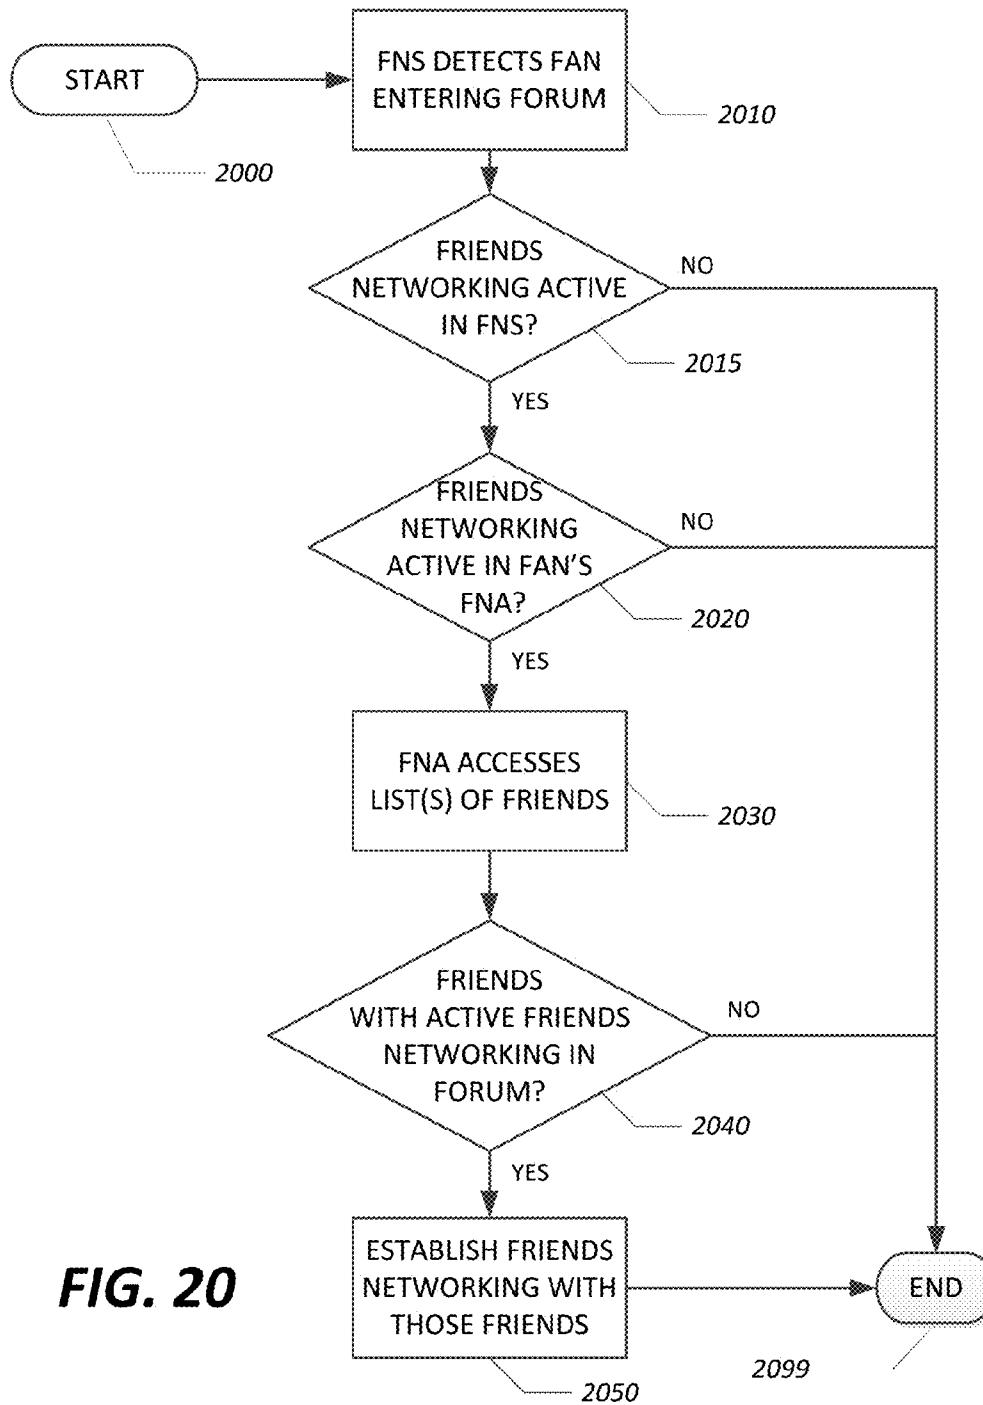 START
2000
FNS DETECTS FAN
ENTERING FORUM
2010
FRIENDS
NETWORKING ACTIVE
IN FNS?
NO
2015
YES
FRIENDS
NETWORKING
ACTIVE IN FAN'S
FNA?
NO
2020
YES
FNA ACCESSES
LIST(S) OF FRIENDS
2030
FRIENDS
WITH ACTIVE FRIENDS
NETWORKING IN
FORUM?
NO
2040
YES
ESTABLISH FRIENDS
NETWORKING WITH
THOSE FRIENDS
2050
END
2099
FIG. 20